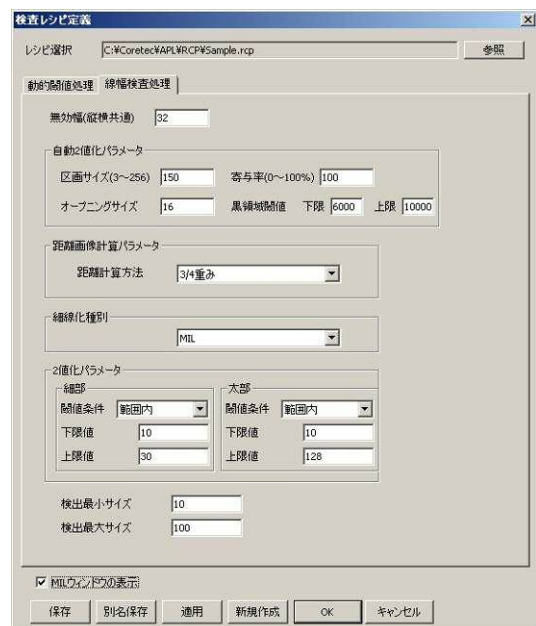 検査レシピ定義
レシピ選択 C:¥Coretec¥APL¥RCP¥Sample.rcp 参照
動的閾値処理 線幅検査処理
無効幅(縦横共通) 32
自動2値化パラメータ
区画サイズ(3～256) 150 寄与率(0～100%) 100
オープニングサイズ 16 黒領域閾値 下限 6000 上限 10000
距離画像計算パラメータ
距離計算方法 3/4重み
細線化種別
MIL
2値化パラメータ
細部 太部
閾値条件 範囲内 閾値条件 範囲内
下限値 10 下限値 10
上限値 30 上限値 128
検出最小サイズ 10
検出最大サイズ 100
MILウィンドウの表示
保存 別名保存 適用 新規作成 OK キャンセル